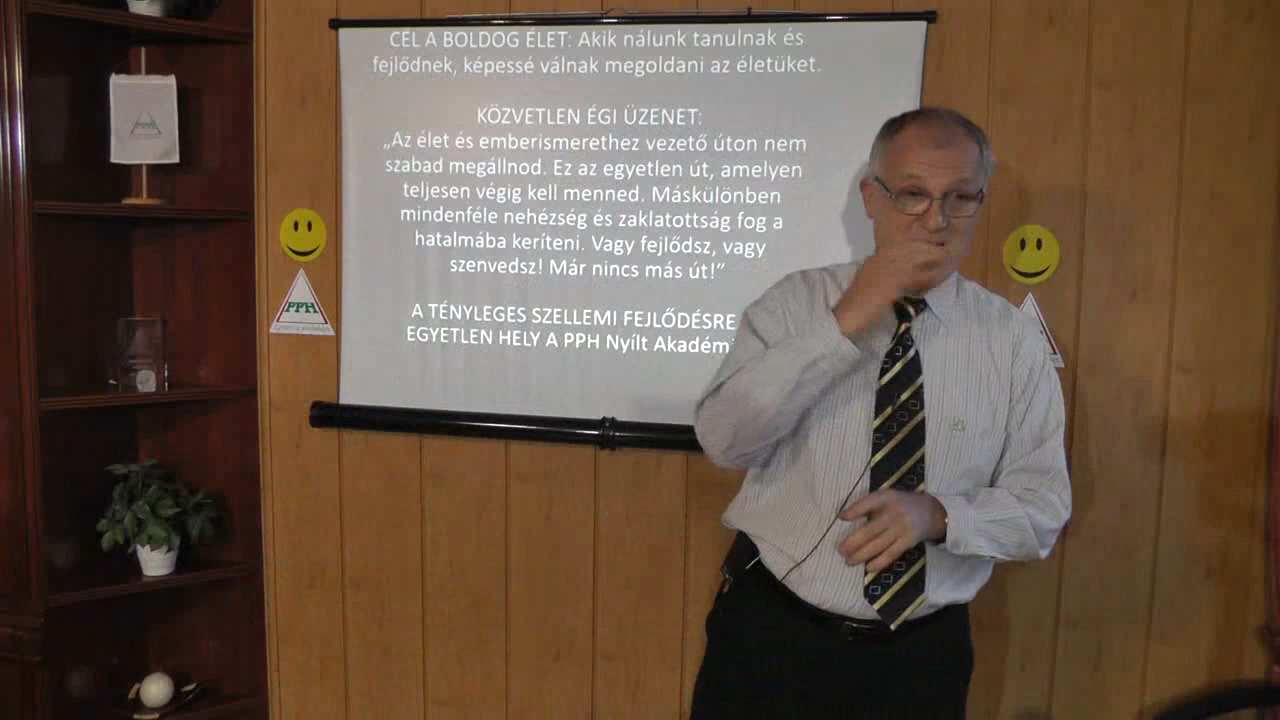 CÉL A BOLDOG ÉLET: Akik nálunk tanulnak és
fejlődnek, képessé válnak megoldani az életüket.
KÖZVETLEN ÉGI ÜZENET:
„Az élet és emberismerethez vezető úton nem
szabad megállnod. Ez az egyetlen út, amelyen
teljesen végig kell menned. Máskülönben
mindenféle nehézség és zaklatottság fog a
hatalmába keríteni. Vagy fejlődsz, vagy
szenvedsz! Már nincs más út!”
A TÉNYLEGES SZELLEMI FEJLŐDÉSRE
EGYETLEN HELY A PPH Nyílt Akadémi
PPH